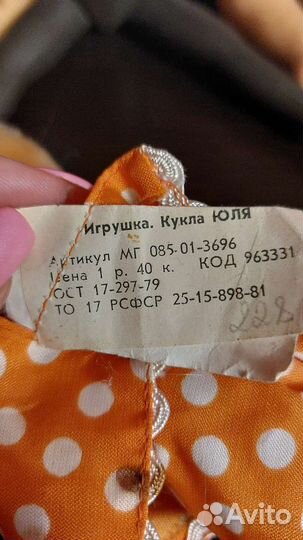 Игрушка. Кукла ЮЛЯ
Артикул МГ 085-01-3696
Цена 1 р. 40 к. КОД 963331
ОСТ 17-297-79
ТО 17 РСФСР 25-15-898-81
228
Avito